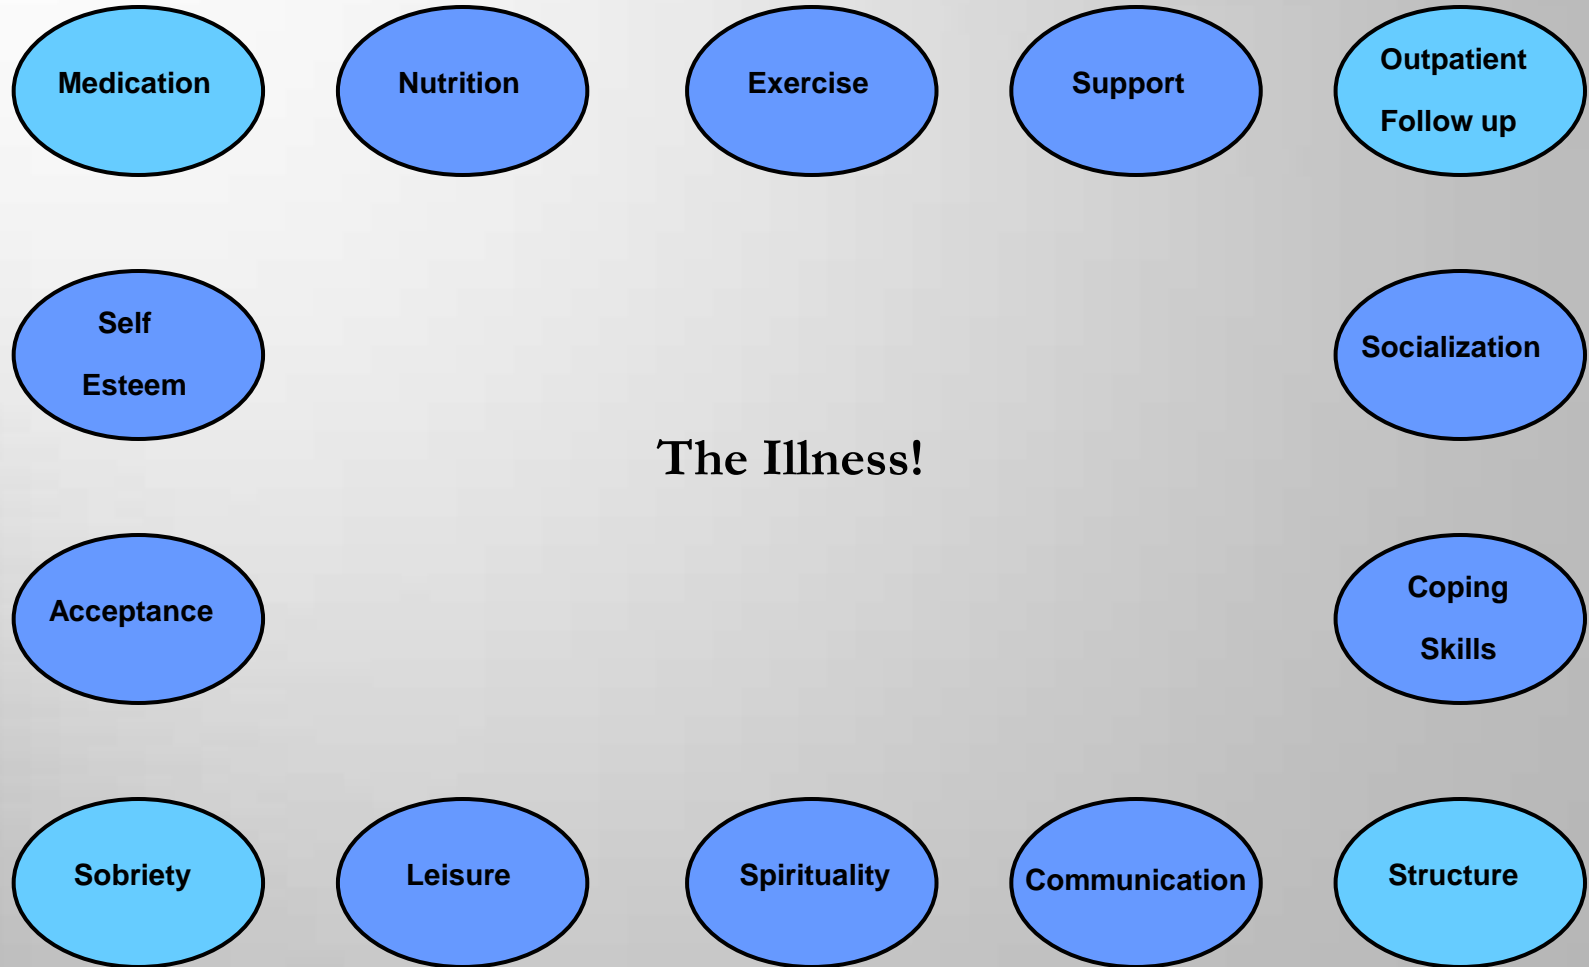 Medication
Nutrition
Exercise
Support
Outpatient
Follow up
Self
Esteem
Socialization
The Illness!
Acceptance
Coping
Skills
Sobriety
Leisure
Spirituality
Communication
Structure